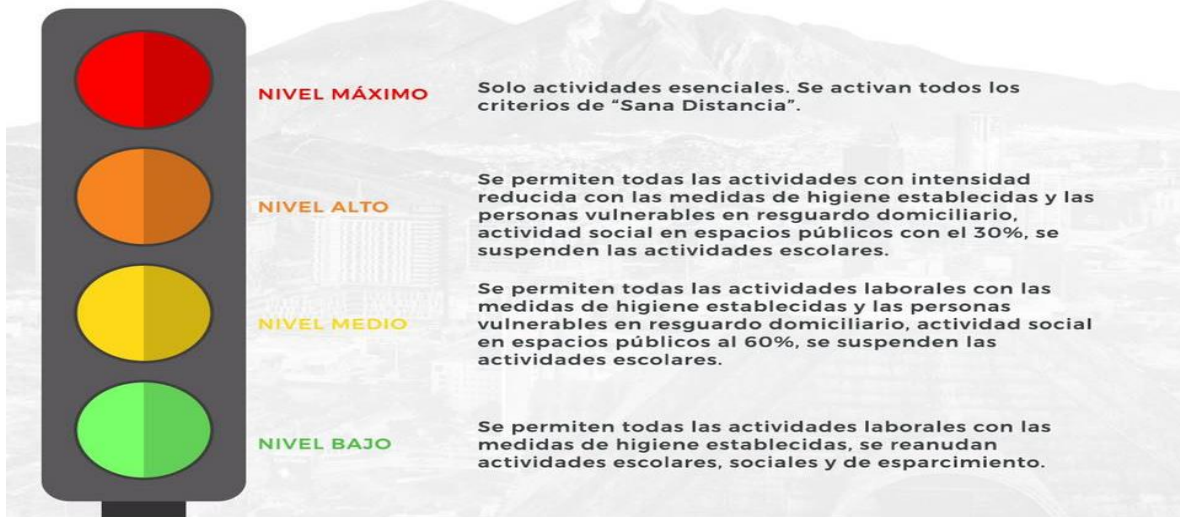 NIVEL MÁXIMO
Solo actividades esenciales. Se activan todos los
criterios de “Sana Distancia”.
NIVEL ALTO
Se permiten todas las actividades con intensidad
reducida con las medidas de higiene establecidas y las
personas vulnerables en resguardo domiciliario,
actividad social en espacios públicos con el 30%, se
suspenden las actividades escolares.
NIVEL MEDIO
Se permiten todas las actividades laborales con las
medidas de higiene establecidas y las personas
vulnerables en resguardo domiciliario, actividad social
en espacios públicos al 60%, se suspenden las
actividades escolares.
NIVEL BAJO
Se permiten todas las actividades laborales con las
medidas de higiene establecidas, se reanudan
actividades escolares, sociales y de esparcimiento.